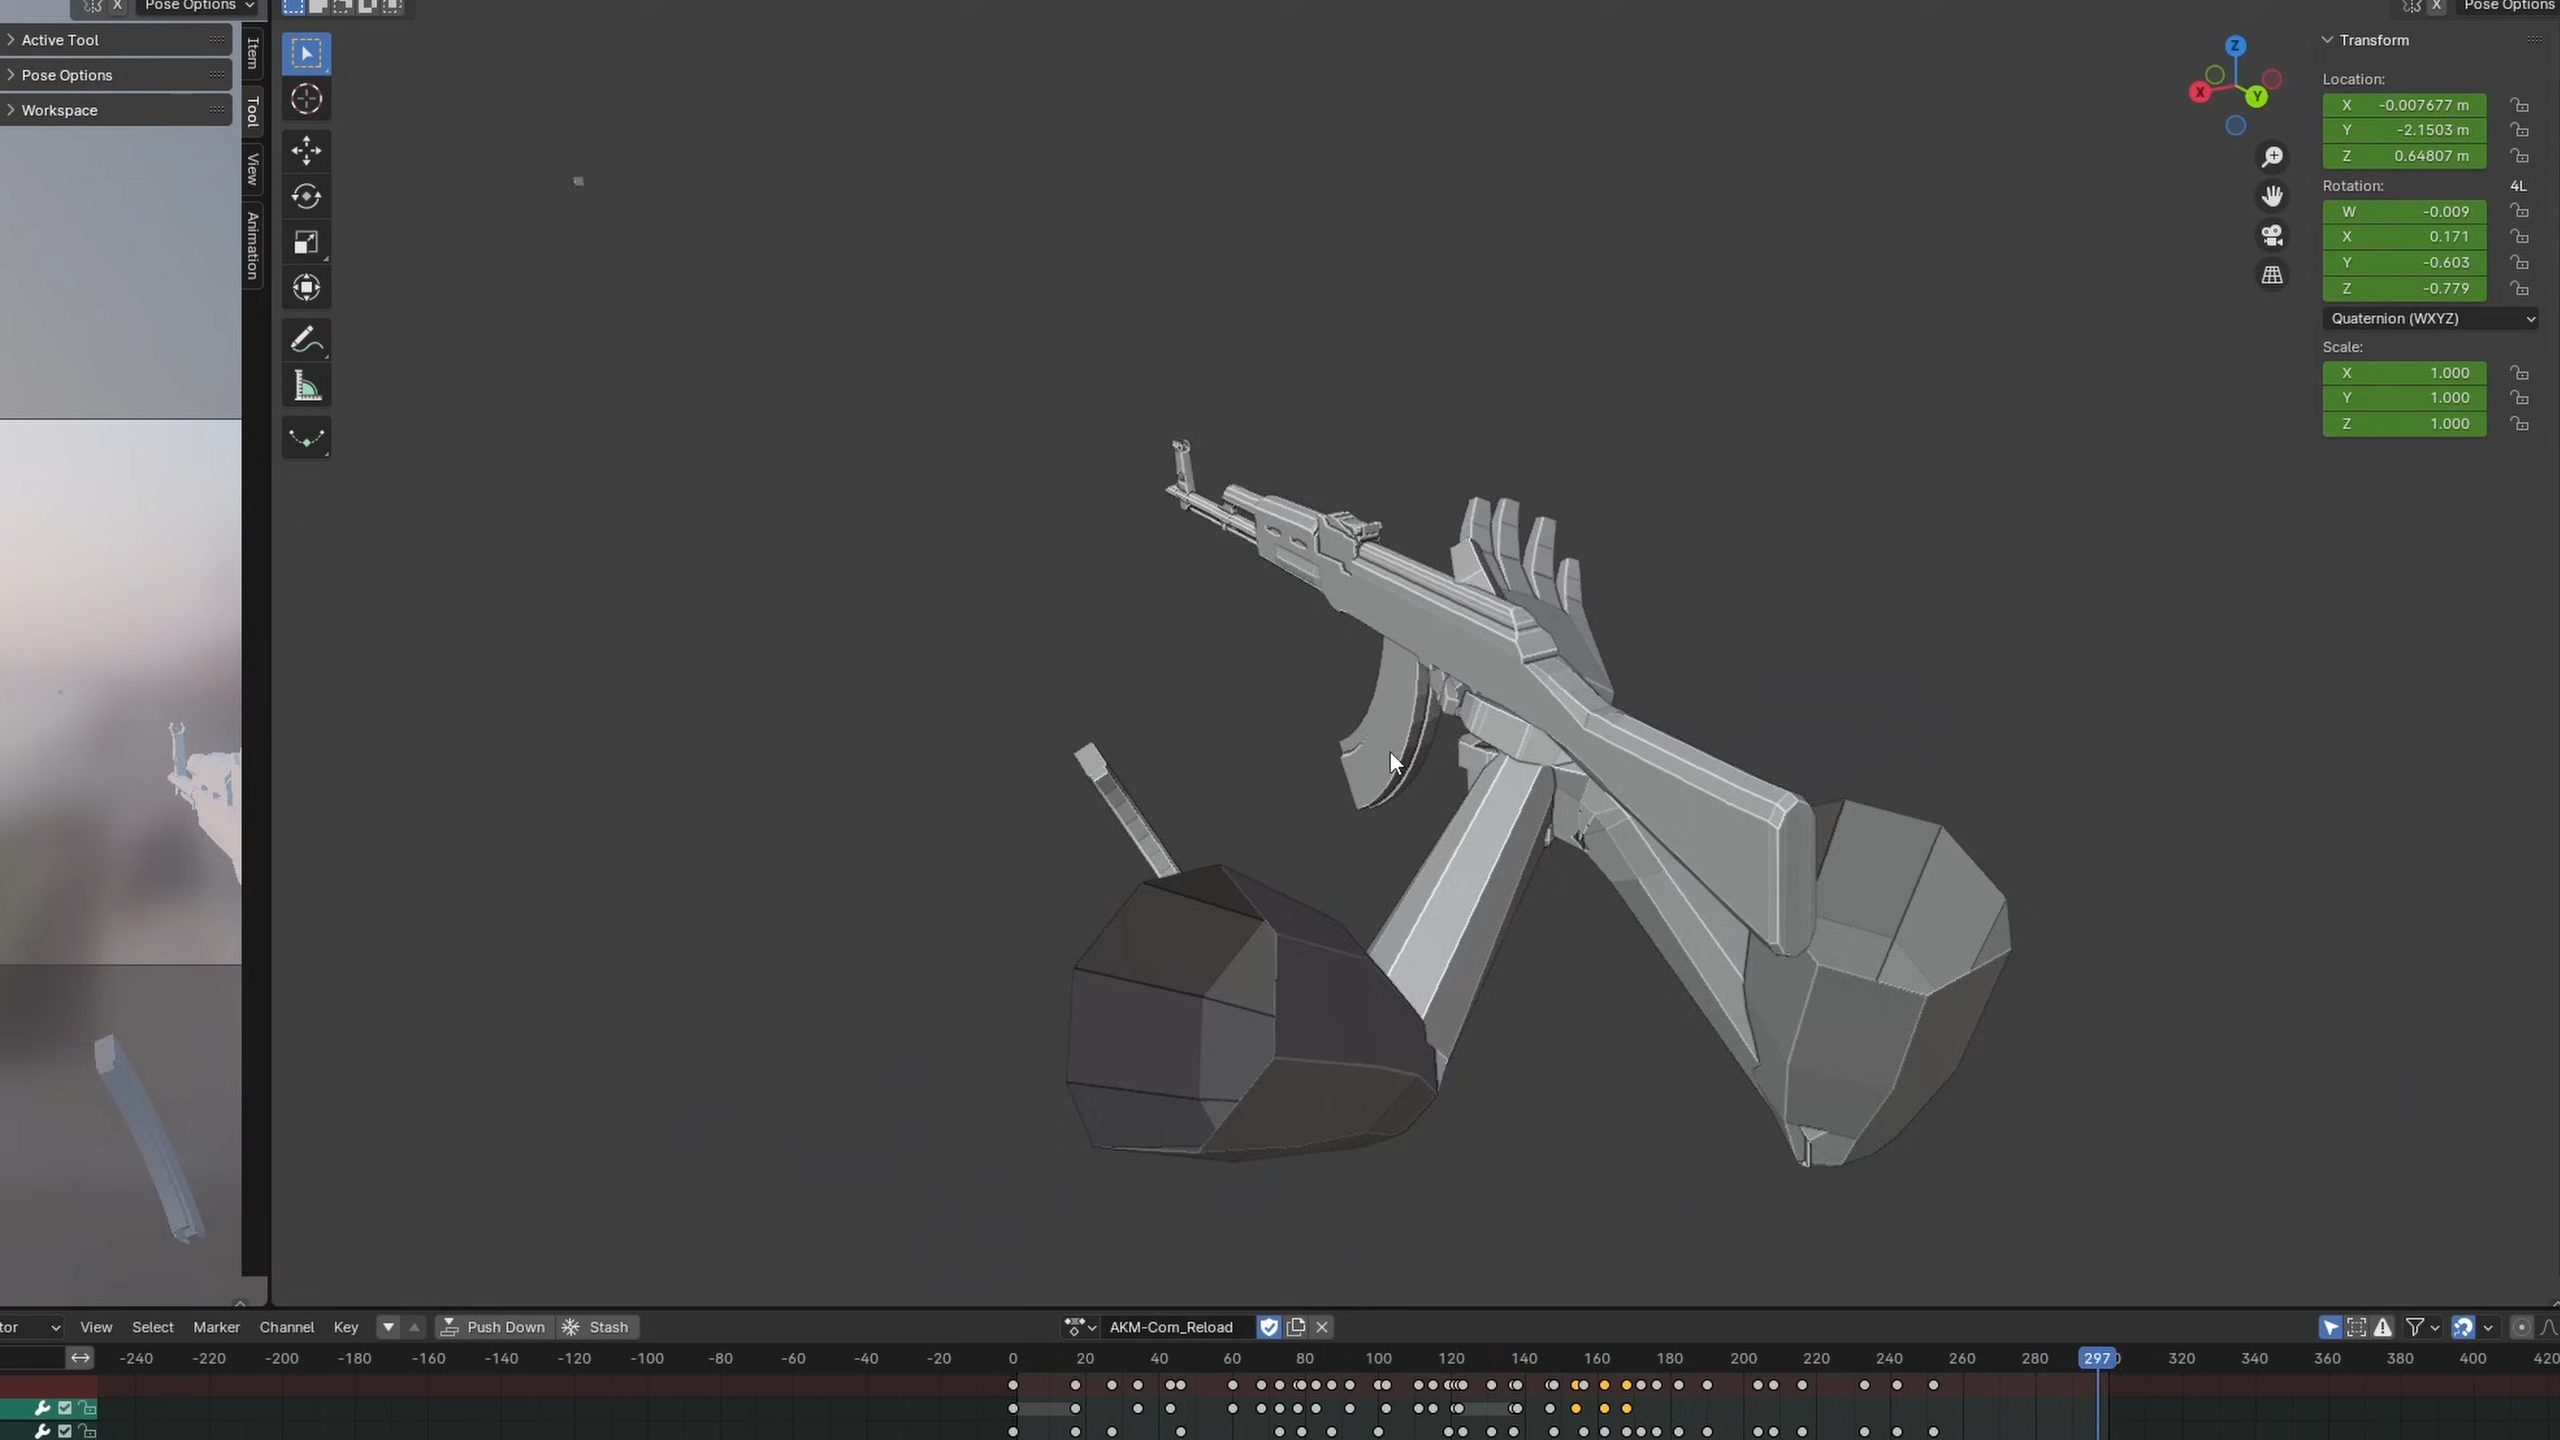 X Pose Options
X Pose Options
Active Tool
Pose Options
Workspace
Item
Tool
View
Animation
Z
X
Y
Transform
Location:
X -0.007677 m
Y -2.1503 m
Z 0.64807 m
Rotation: 4L
W -0.009
X 0.171
Y -0.603
Z -0.779
Quaternion (WXYZ)
Scale:
X 1.000
Y 1.000
Z 1.000
tor View Select Marker Channel Key Push Down Stash AKM-Com_Reload
-240 -220 -200 -180 -160 -140 -120 -100 -80 -60 -40 -20 0 20 40 60 80 100 120 140 160 180 200 220 240 260 280 297 0 320 340 360 380 400 420